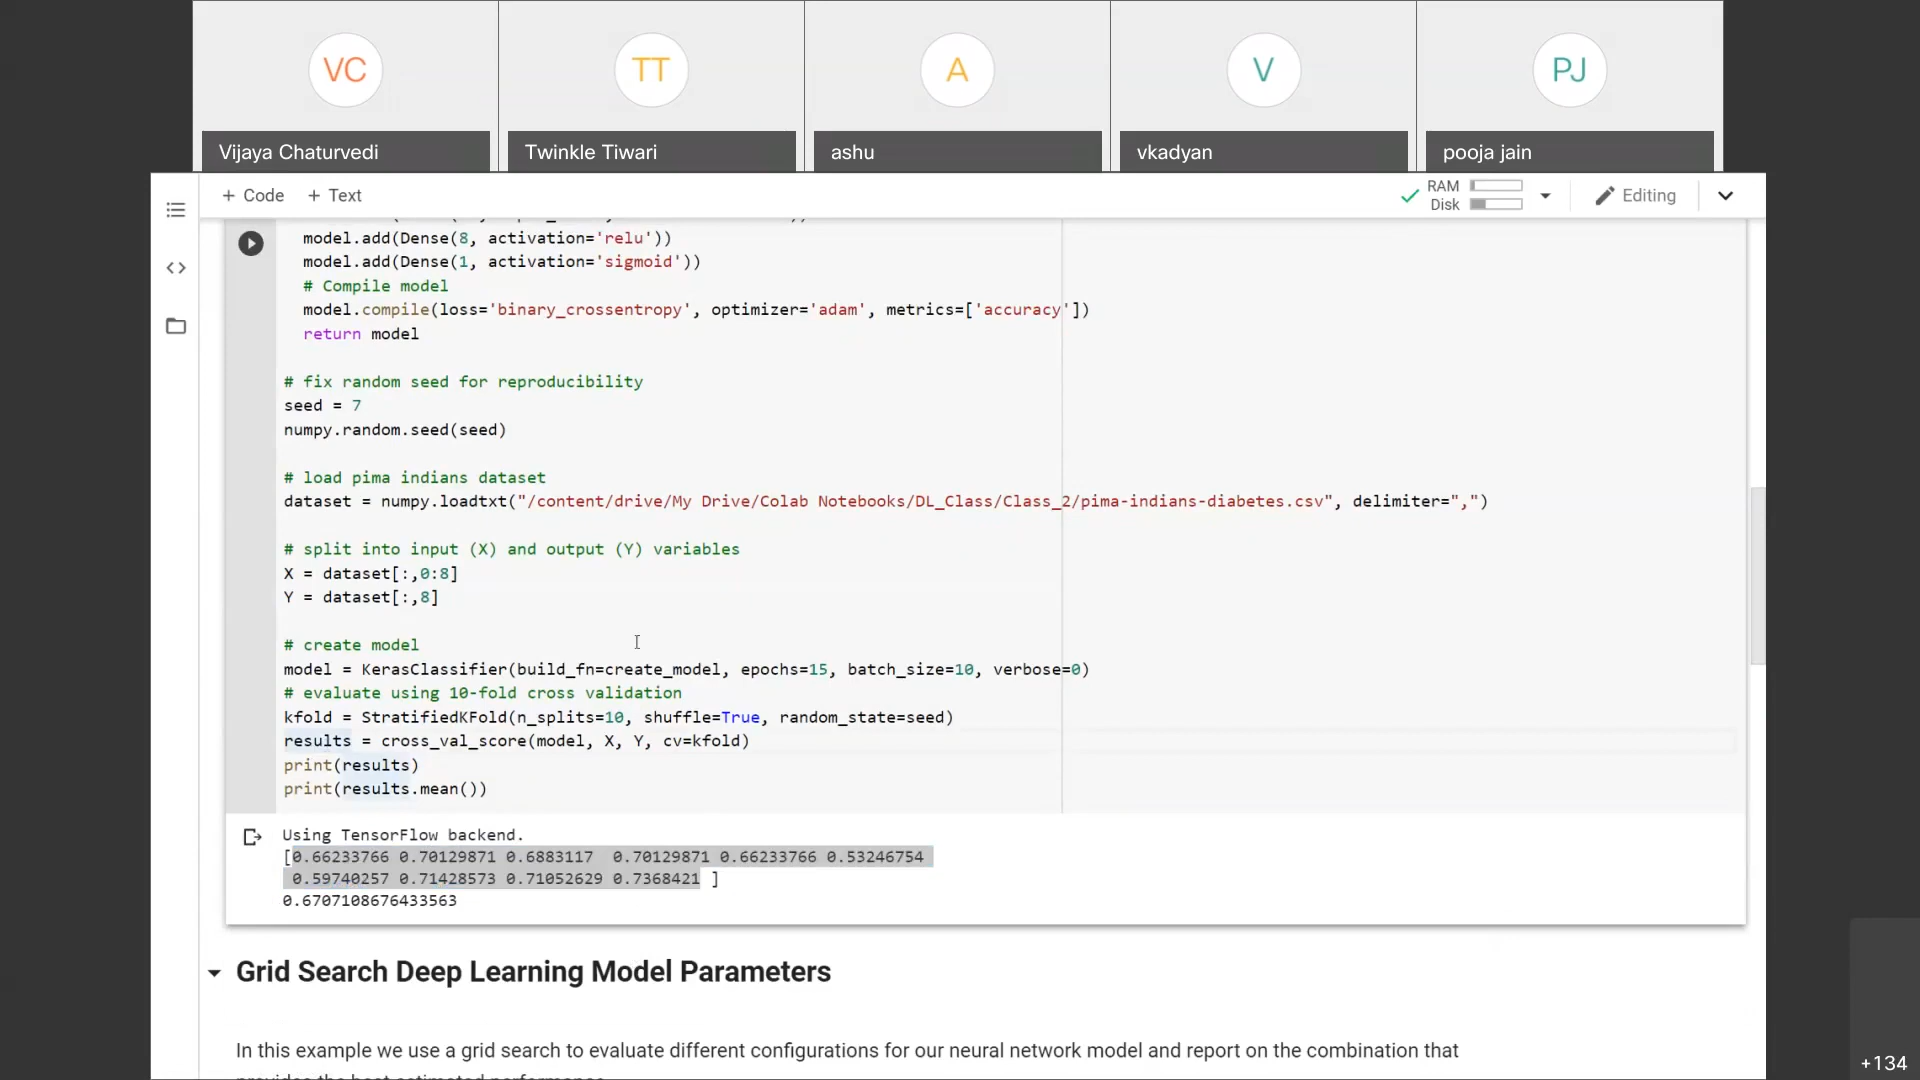 VC TT A V PJ
Vijaya Chaturvedi Twinkle Tiwari ashu vkadyan pooja jain
+ Code + Text RAM Disk Editing
model.add(Dense(8, activation='relu'))
model.add(Dense(1, activation='sigmoid'))
# Compile model
model.compile(loss='binary_crossentropy', optimizer='adam', metrics=['accuracy'])
return model
# fix random seed for reproducibility
seed = 7
numpy.random.seed(seed)
# load pima indians dataset
dataset = numpy.loadtxt("/content/drive/My Drive/Colab Notebooks/DL_Class/Class_2/pima-indians-diabetes.csv", delimiter=",")
# split into input (X) and output (Y) variables
X = dataset[:,0:8]
Y = dataset[:,8]
# create model
model = KerasClassifier(build_fn=create_model, epochs=15, batch_size=10, verbose=0)
# evaluate using 10-fold cross validation
kfold = StratifiedKFold(n_splits=10, shuffle=True, random_state=seed)
results = cross_val_score(model, X, Y, cv=kfold)
print(results)
print(results.mean())
Using TensorFlow backend.
[0.66233766 0.70129871 0.6883117  0.70129871 0.66233766 0.53246754
0.59740257 0.71428573 0.71052629 0.7368421 ]
0.6707108676433563
Grid Search Deep Learning Model Parameters
In this example we use a grid search to evaluate different configurations for our neural network model and report on the combination that
+134